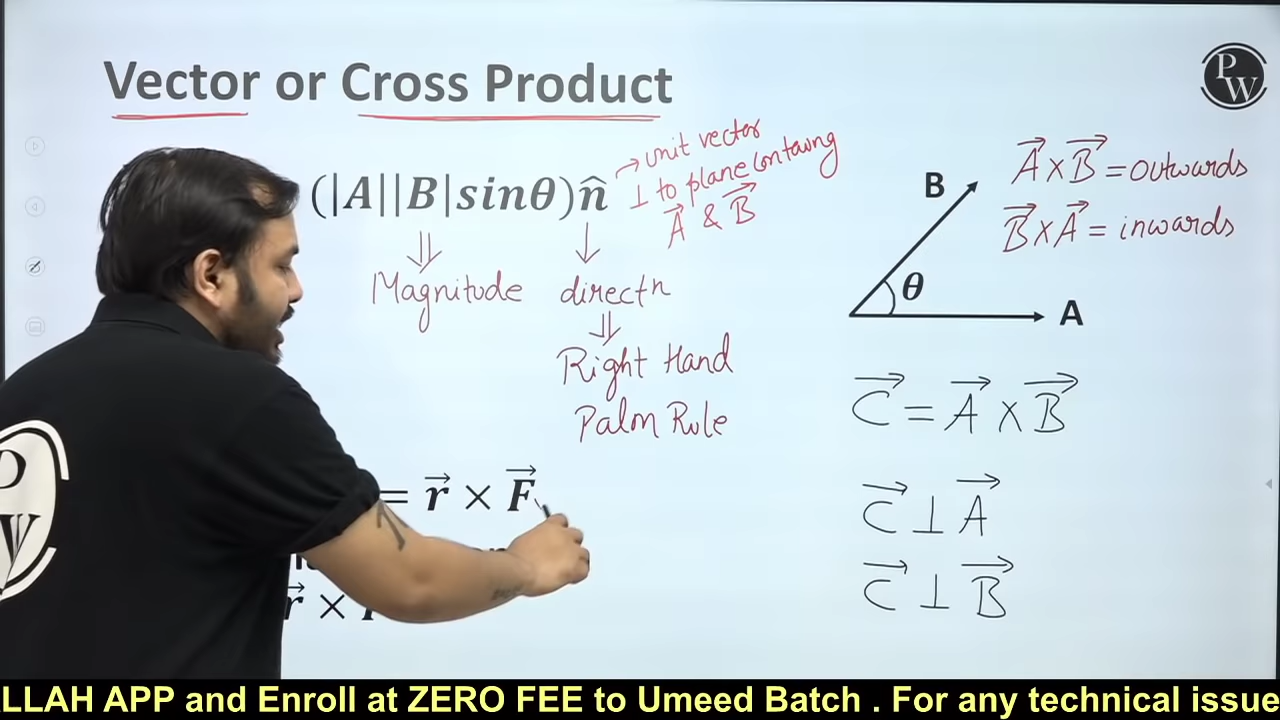 Vector or Cross Product
PW
(|A||B|sinθ)n̂
→ unit vector
⊥ to plane containg
A⃗ & B⃗
⇓
↓
Magnitude
directⁿ
⇓
Right Hand
Palm Rule
B
θ
A
A⃗ × B⃗ = outwards
B⃗ × A⃗ = inwards
C⃗ = A⃗ × B⃗
C⃗ ⊥ A⃗
C⃗ ⊥ B⃗
= r⃗ × F⃗
r⃗ ×
LLAH APP and Enroll at ZERO FEE to Umeed Batch . For any technical issue